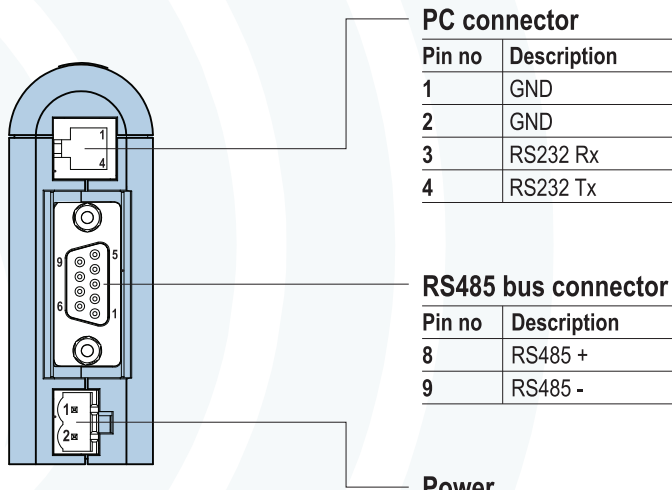 PC connector
Pin no Description
1 GND
2 GND
3 RS232 Rx
4 RS232 Tx
1
4
5
9
6
1
RS485 bus connector
Pin no Description
8 RS485 +
9 RS485 -
1
2
Power